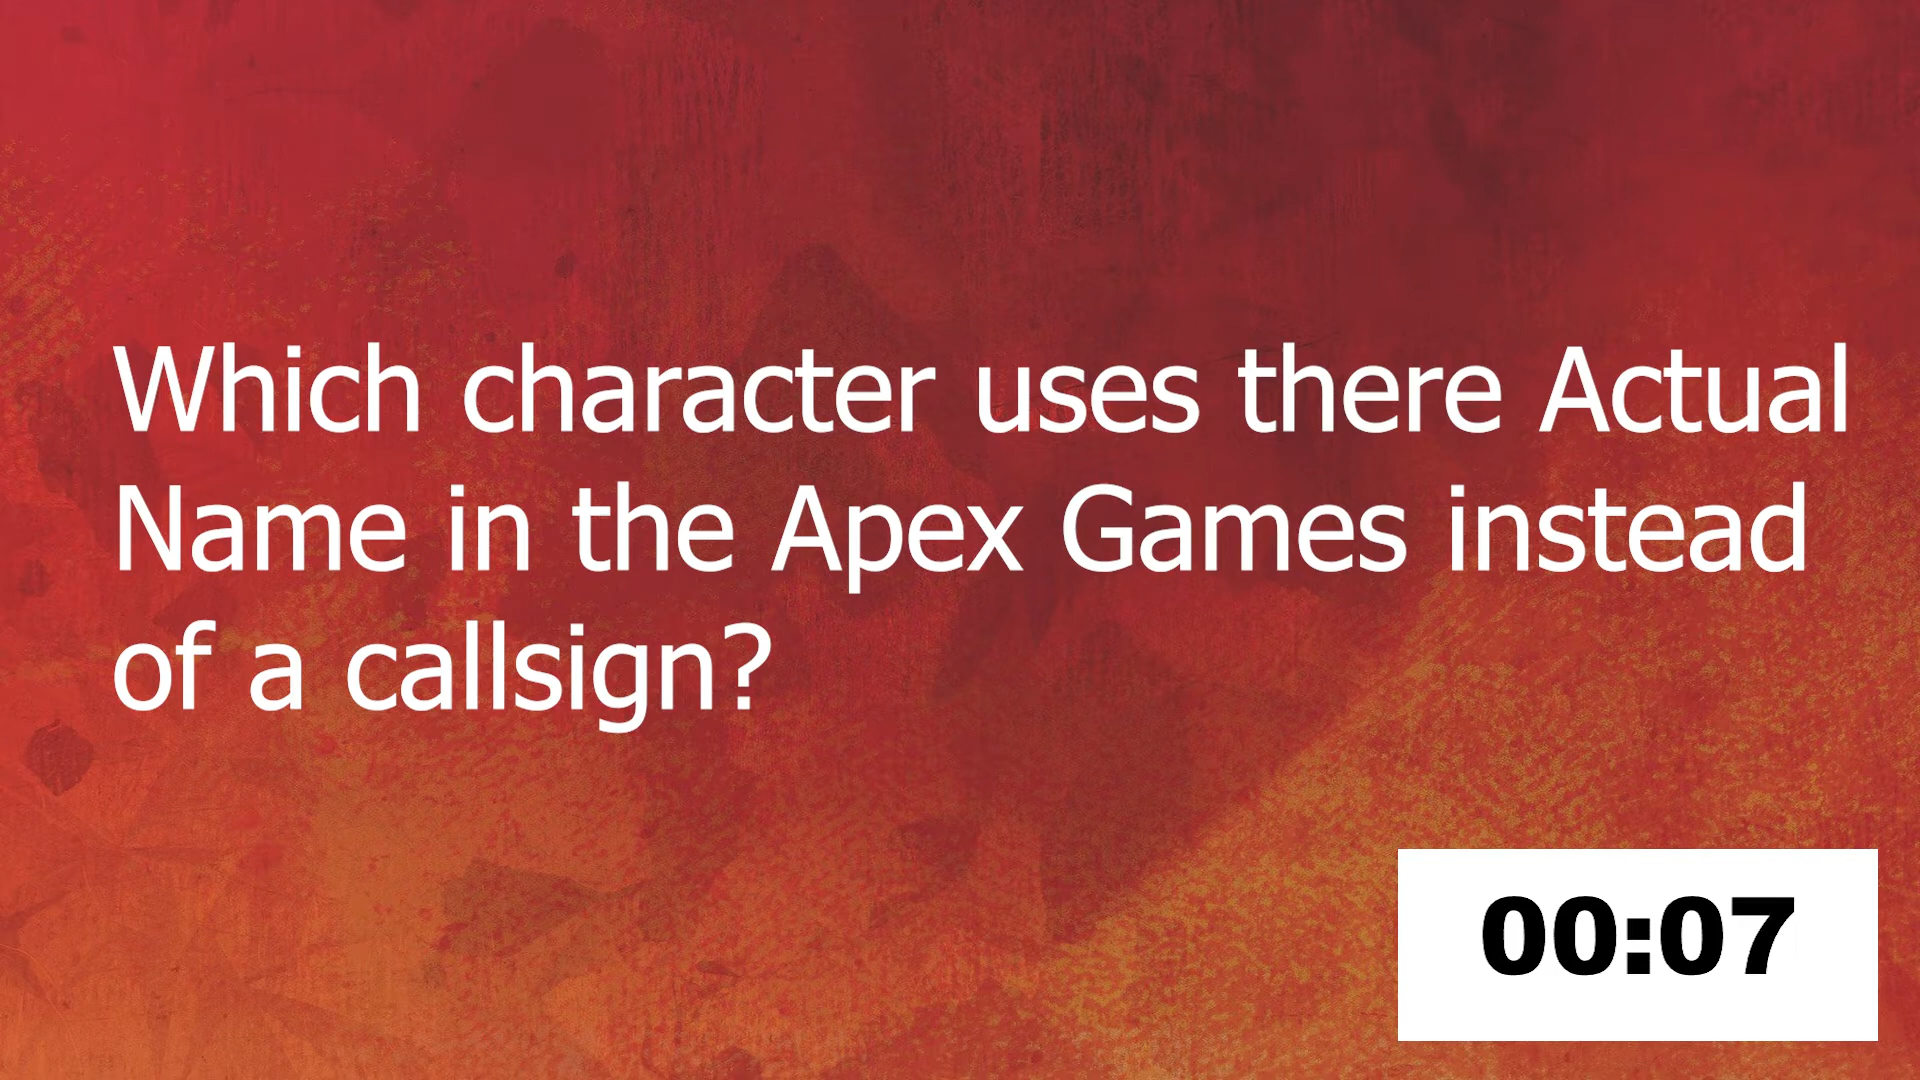 Which character uses there Actual
Name in the Apex Games instead
of a callsign?
00:07